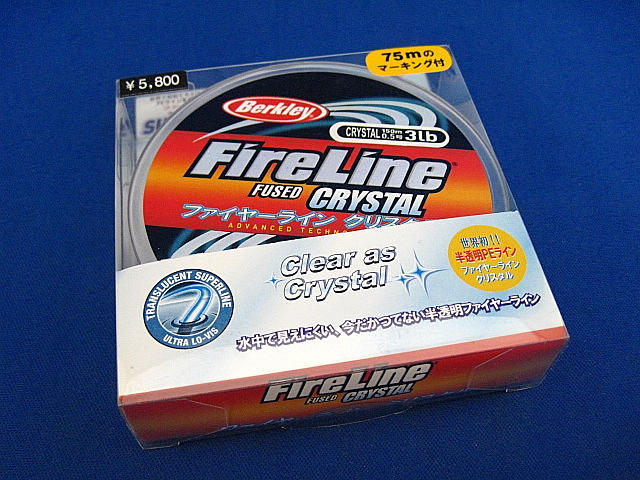 ¥5,800
75mの
マーキング付
Berkley
CRYSTAL 150m 0.5号 3lb
FireLine
FUSED CRYSTAL
ファイヤーライン クリスタ
ADVANCED TECHN
Clear as
Crystal
世界初!!
半透明PEライン
ファイヤーライン
クリスタル
TRANSLUCENT SUPERLINE
ULTRA LO-VIS
水中で見えにくい、今だかつてない半透明ファイヤーライン
FireLine
FUSED CRYSTAL